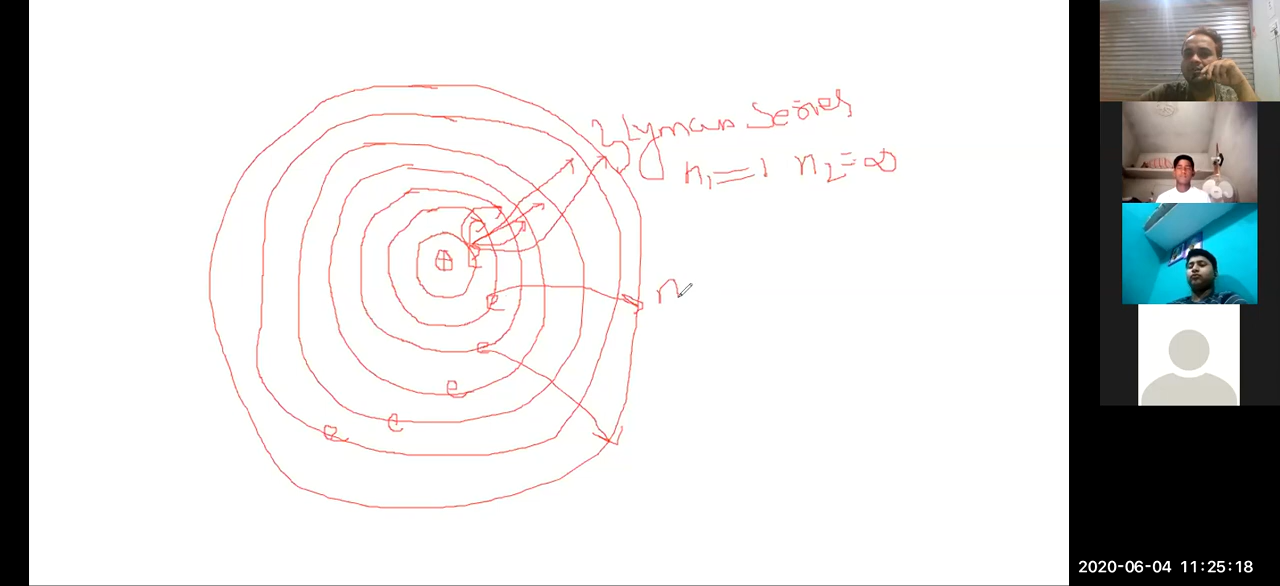 Lyman Series
n₁ = 1 n₂ = ∞
+
e
e
n
e
e
e
e
2020-06-04 11:25:18